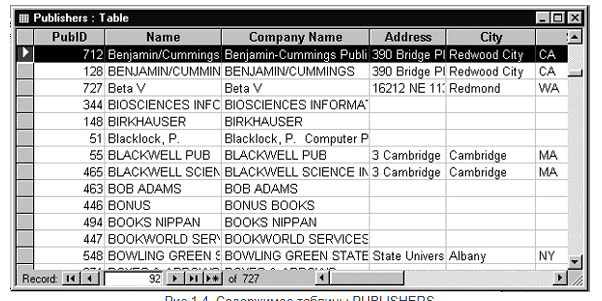 Publishers : Table
PubID Name Company Name Address City
712 Benjamin/Cummings Benjamin-Cummings Publi 390 Bridge Pl Redwood City CA
128 BENJAMIN/CUMMIN BENJAMIN/CUMMINGS 390 Bridge Pl Redwood City CA
727 Beta V Beta V 16212 NE 11 Redmond WA
344 BIOSCIENCES INFC BIOSCIENCES INFORMAT
148 BIRKHAUSER BIRKHAUSER
51 Blacklock, P. Blacklock, P. Computer P
55 BLACKWELL PUB BLACKWELL PUB 3 Cambridge Cambridge MA
465 BLACKWELL SCIEN BLACKWELL SCIENCE IN 3 Cambridge Cambridge MA
463 BOB ADAMS BOB ADAMS
446 BONUS BONUS BOOKS
494 BOOKS NIPPAN BOOKS NIPPAN
447 BOOKWORLD SERV BOOKWORLD SERVICES
548 BOWLING GREEN S BOWLING GREEN STATE State Univers Albany NY
Record: 92 of 727
Рис 1.4. Содержимое таблицы PUBLISHERS